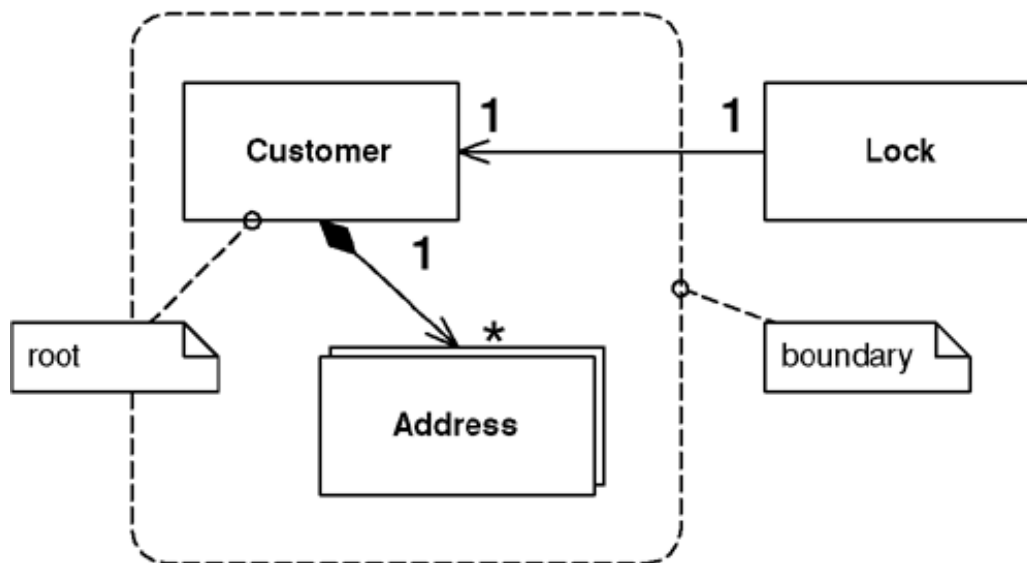 Customer
1
1
Lock
1
root
*
boundary
Address